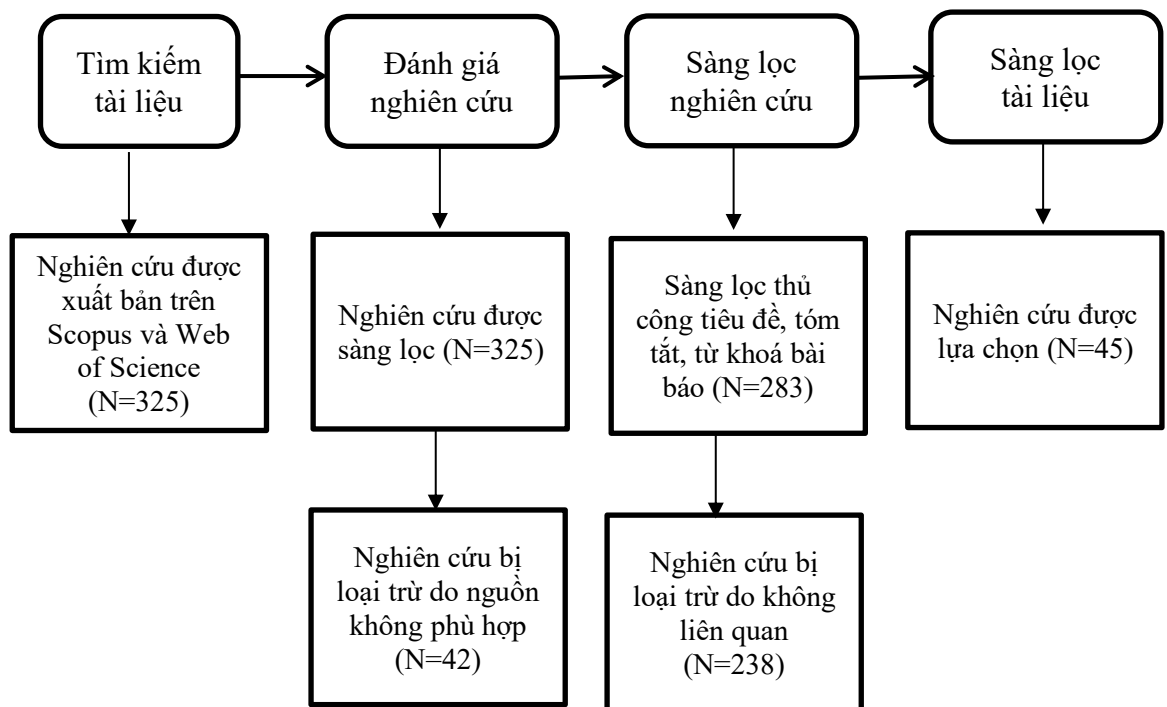 Tìm kiếm
tài liệu
Đánh giá
nghiên cứu
Sàng lọc
nghiên cứu
Sàng lọc
tài liệu
Nghiên cứu được
xuất bản trên
Scopus và Web
of Science
(N=325)
Nghiên cứu được
sàng lọc (N=325)
Sàng lọc thủ
công tiêu đề, tóm
tắt, từ khoá bài
báo (N=283)
Nghiên cứu được
lựa chọn (N=45)
Nghiên cứu bị
loại trừ do nguồn
không phù hợp
(N=42)
Nghiên cứu bị
loại trừ do không
liên quan
(N=238)